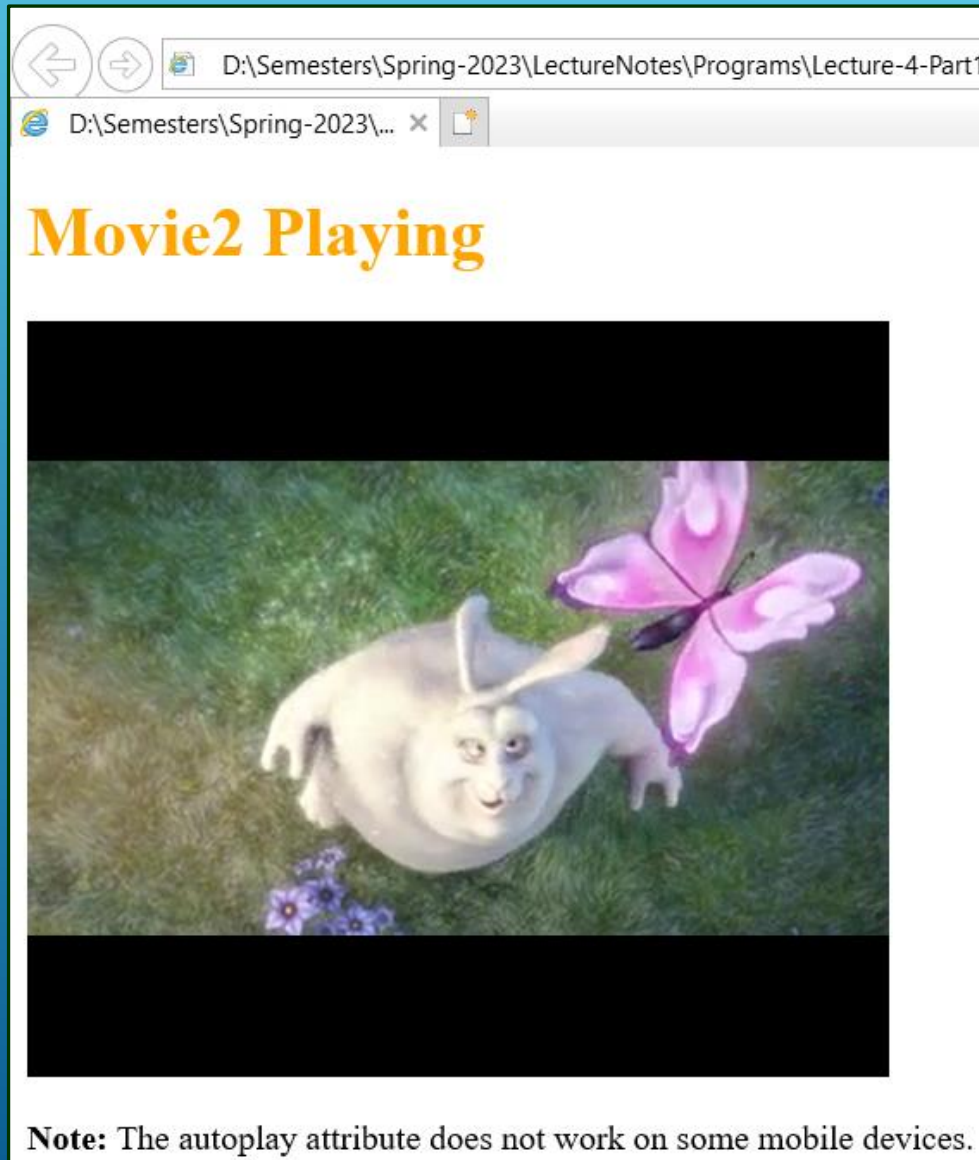 D:\Semesters\Spring-2023\LectureNotes\Programs\Lecture-4-Part1
D:\Semesters\Spring-2023\...
Movie2 Playing
Note: The autoplay attribute does not work on some mobile devices.